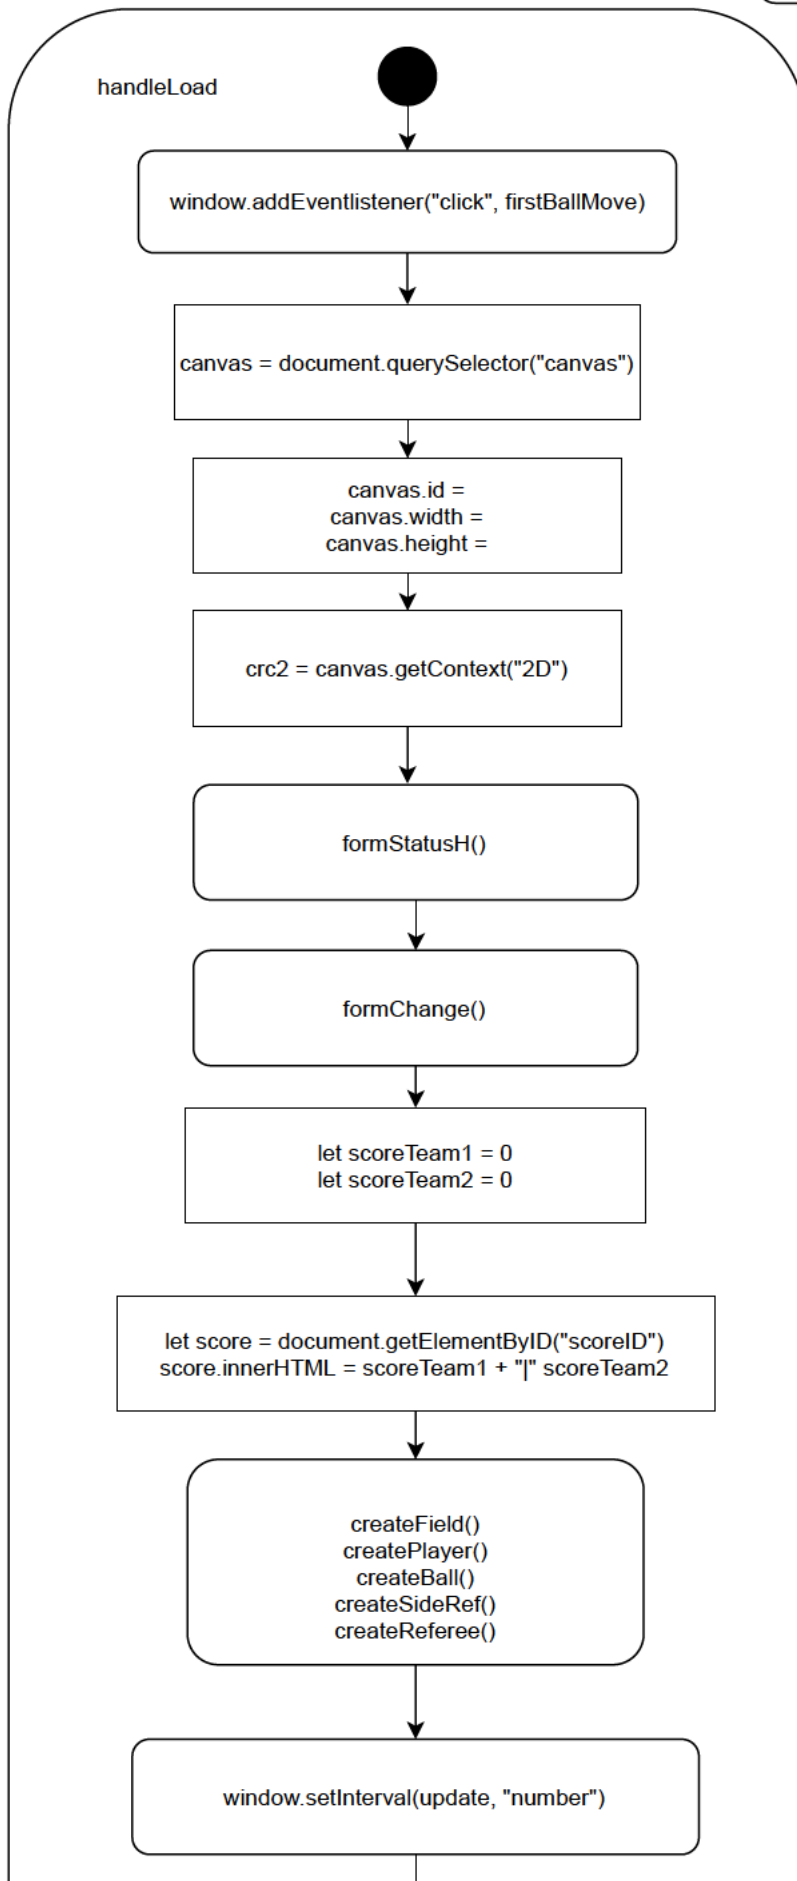 handleLoad
window.addEventlistener("click", firstBallMove)
canvas = document.querySelector("canvas")
canvas.id =
canvas.width =
canvas.height =
crc2 = canvas.getContext("2D")
formStatusH()
formChange()
let scoreTeam1 = 0
let scoreTeam2 = 0
let score = document.getElementByID("scoreID")
score.innerHTML = scoreTeam1 + "|" scoreTeam2
createField()
createPlayer()
createBall()
createSideRef()
createReferee()
window.setInterval(update, "number")